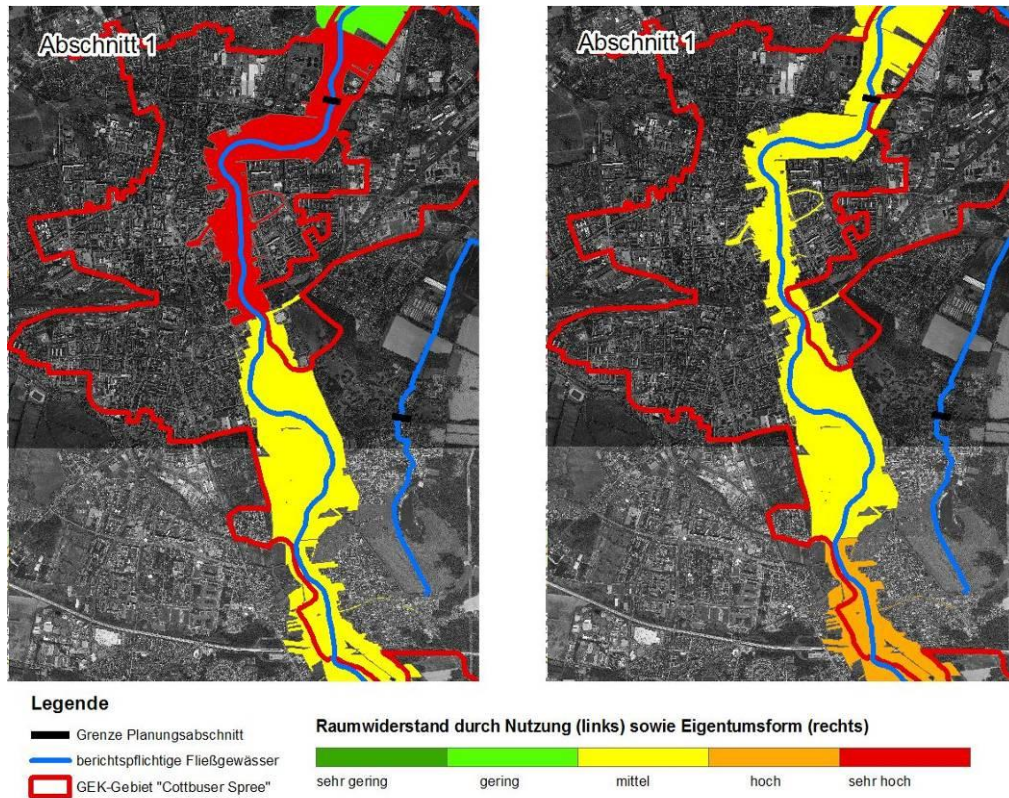 Abschnitt 1
Abschnitt 1
Legende
Grenze Planungsabschnitt
berichtspflichtige Fließgewässer
GEK-Gebiet "Cottbuser Spree"
Raumwiderstand durch Nutzung (links) sowie Eigentumsform (rechts)
sehr gering gering mittel hoch sehr hoch